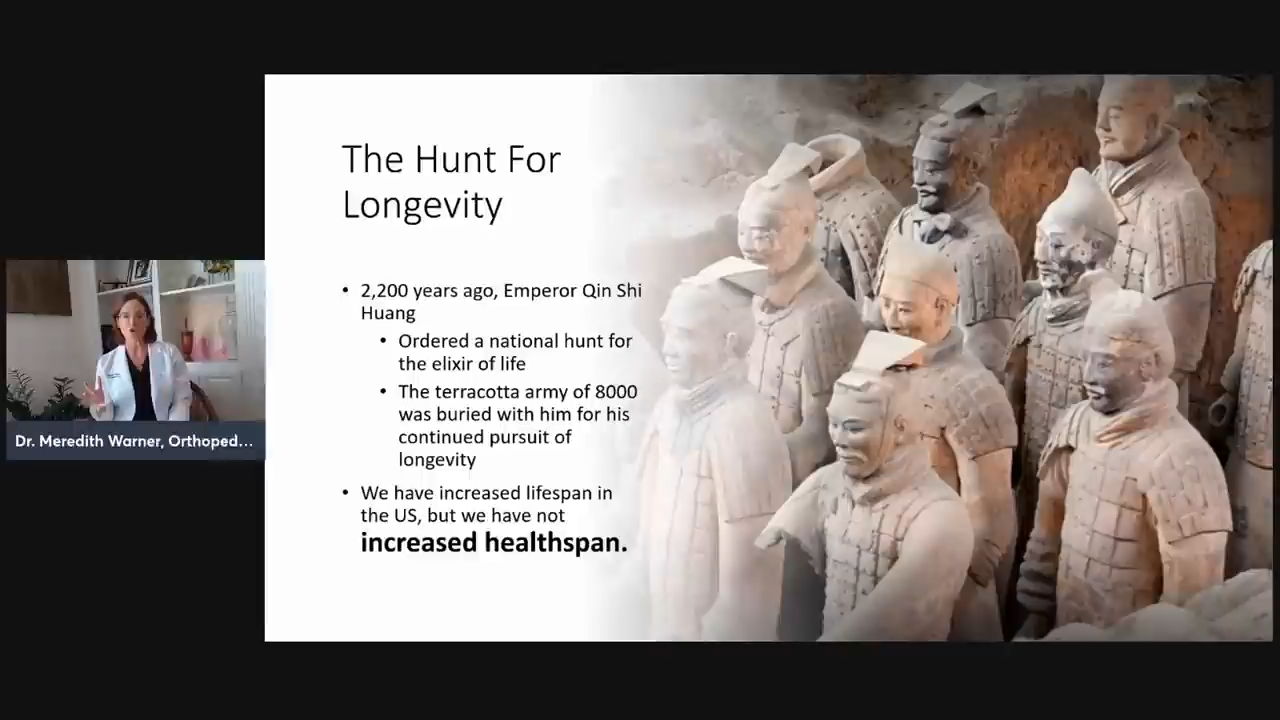 The Hunt For
Longevity
• 2,200 years ago, Emperor Qin Shi
Huang
• Ordered a national hunt for
the elixir of life
• The terracotta army of 8000
was buried with him for his
continued pursuit of
longevity
• We have increased lifespan in
the US, but we have not
increased healthspan.
Dr. Meredith Warner, Orthoped...